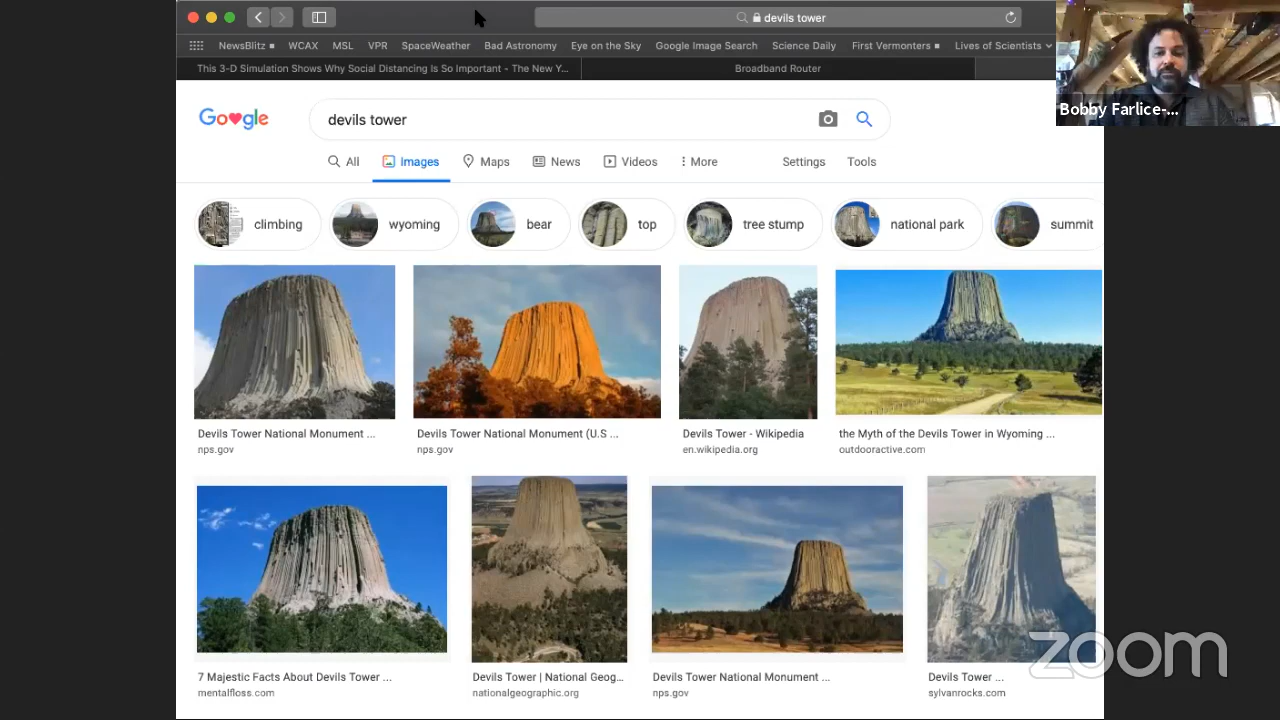 devils tower
NewsBlitz
WCAX
MSL
VPR
SpaceWeather
Bad Astronomy
Eye on the Sky
Google Image Search
Science Daily
First Vermonters
Lives of Scientists
This 3-D Simulation Shows Why Social Distancing Is So Important - The New Y...
Broadband Router
Bobby Farlice-...
Google
devils tower
All
Images
Maps
News
Videos
More
Settings
Tools
climbing
wyoming
bear
top
tree stump
national park
summit
Devils Tower National Monument ...
nps.gov
Devils Tower National Monument (U.S ...
nps.gov
Devils Tower - Wikipedia
en.wikipedia.org
the Myth of the Devils Tower in Wyoming ...
outdooractive.com
7 Majestic Facts About Devils Tower ...
mentalfloss.com
Devils Tower | National Geog...
nationalgeographic.org
Devils Tower National Monument ...
nps.gov
Devils Tower ...
sylvanrocks.com
zoom